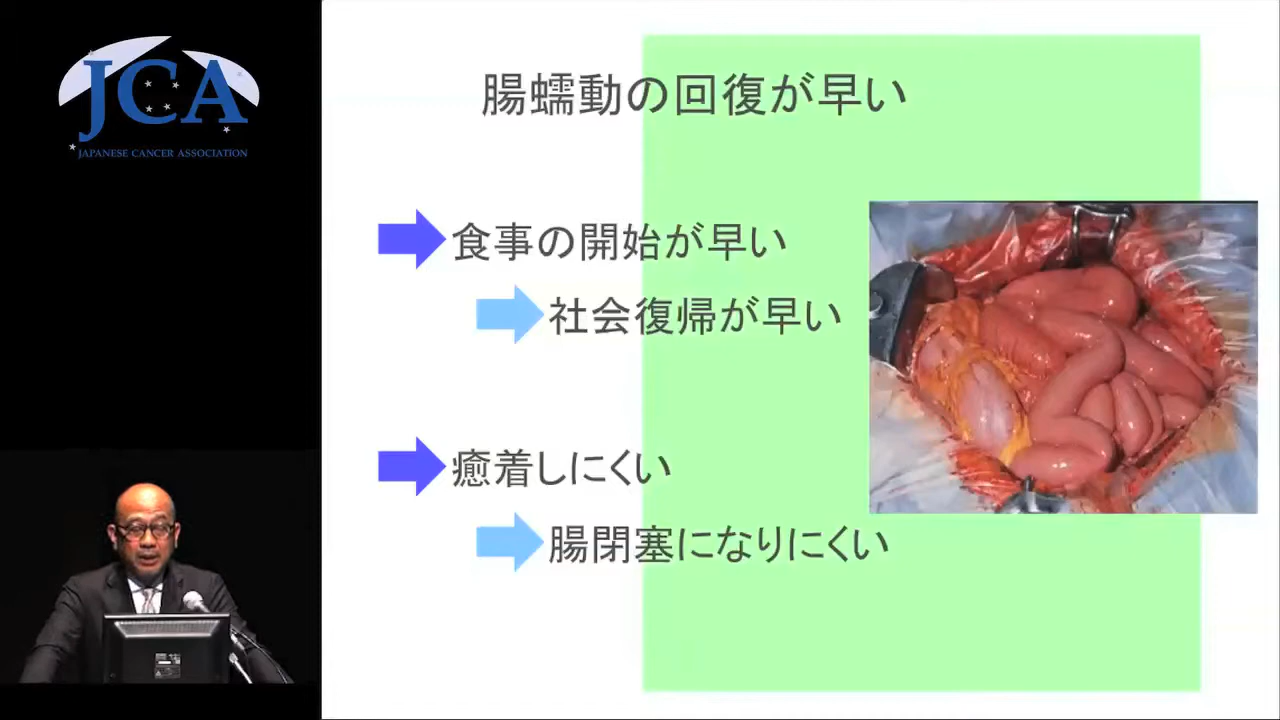 JCA
JAPANESE CANCER ASSOCIATION
腸蠕動の回復が早い
食事の開始が早い
社会復帰が早い
癒着しにくい
腸閉塞になりにくい